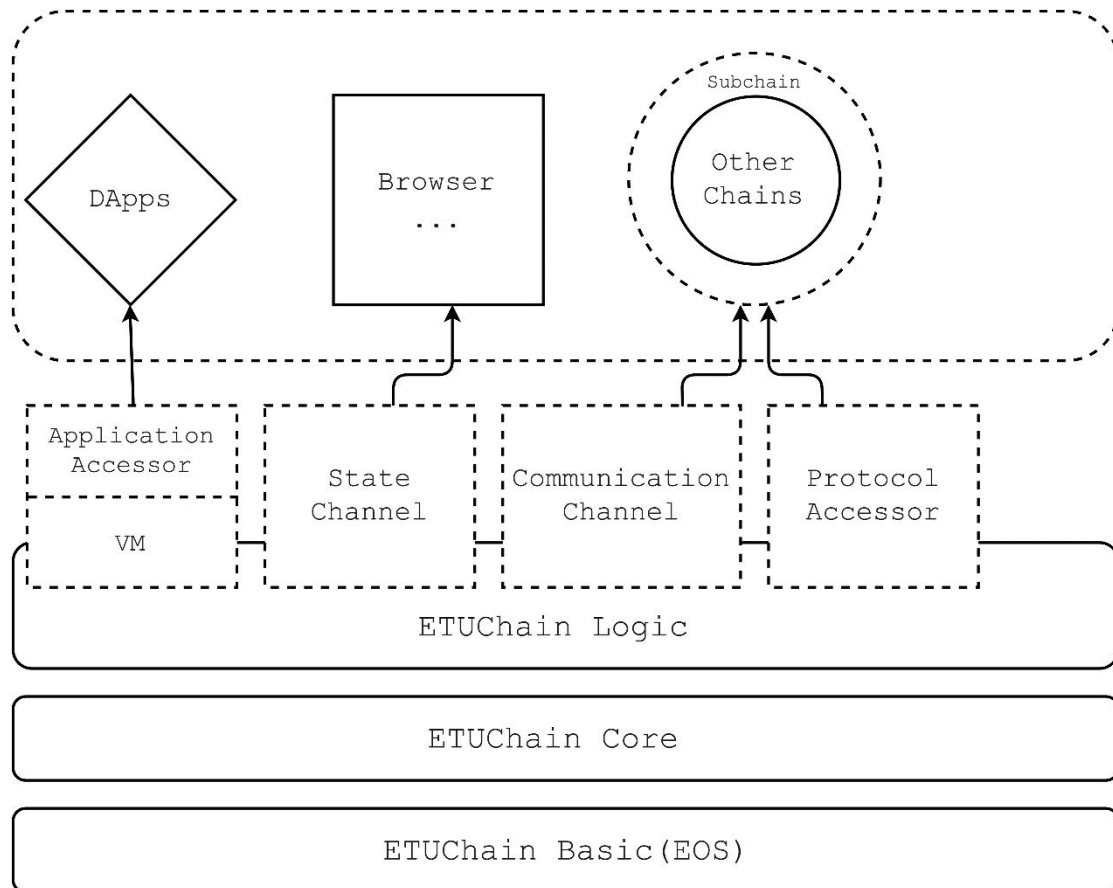 Subchain
DApps
Browser
...
Other
Chains
Application
Accessor
VM
State
Channel
Communication
Channel
Protocol
Accessor
ETUChain Logic
ETUChain Core
ETUChain Basic(EOS)